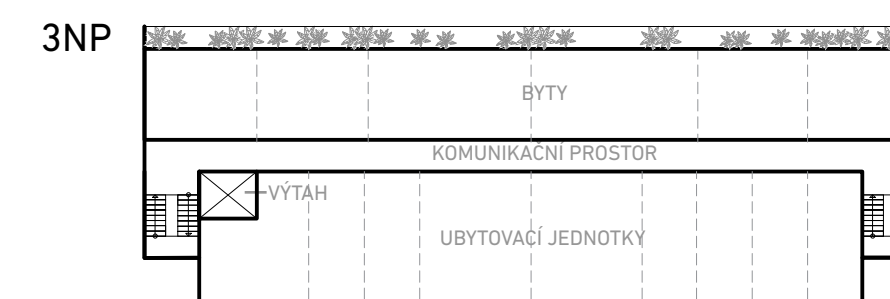 3NP
BYTY
KOMUNIKAČNÍ PROSTOR
VÝTAH
UBYTOVACÍ JEDNOTKY